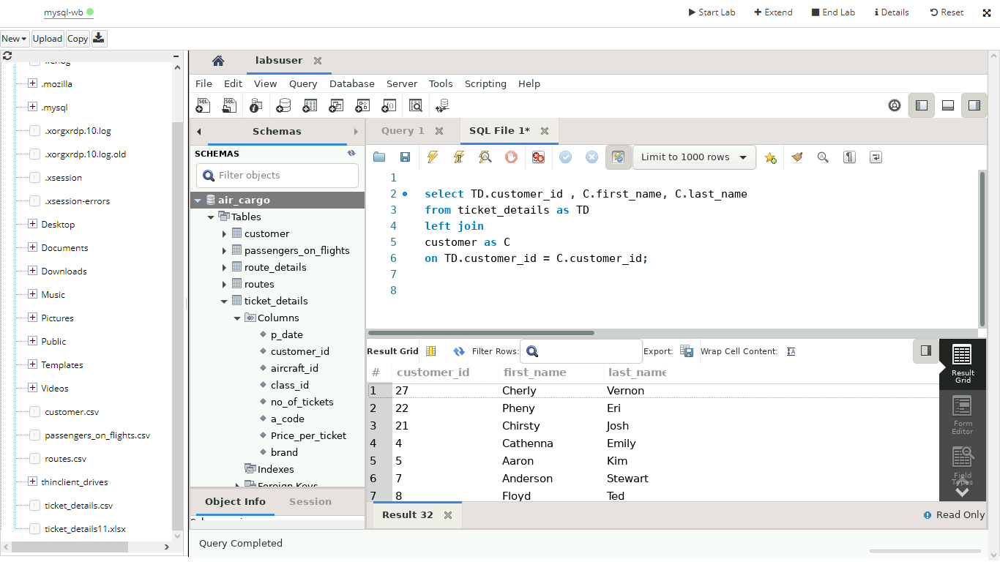 mysql-wb
Start Lab Extend End Lab Details Reset
New Upload Copy
.mozilla
.mysql
.xorgxrdp.10.log
.xorgxrdp.10.log.old
.xsession
.xsession-errors
Desktop
Documents
Downloads
Music
Pictures
Public
Templates
Videos
customer.csv
passengers_on_flights.csv
routes.csv
thinclient_drives
ticket_details.csv
ticket_details11.xlsx
labsuser
File Edit View Query Database Server Tools Scripting Help
Schemas
SCHEMAS
Filter objects
air_cargo
Tables
customer
passengers_on_flights
route_details
routes
ticket_details
Columns
p_date
customer_id
aircraft_id
class_id
no_of_tickets
a_code
Price_per_ticket
brand
Indexes
Foreign Keys
Object Info Session
Query 1 SQL File 1*
Limit to 1000 rows
1
2 select TD.customer_id , C.first_name, C.last_name
3 from ticket_details as TD
4 left join
5 customer as C
6 on TD.customer_id = C.customer_id;
7
8
Result Grid Filter Rows: Export: Wrap Cell Content:
# customer_id first_name last_name
1 27 Cherly Vernon
2 22 Pheny Eri
3 21 Chirsty Josh
4 4 Cathenna Emily
5 5 Aaron Kim
6 7 Anderson Stewart
7 8 Floyd Ted
Result
Grid
Form
Editor
Field
Types
Result 32
Read Only
Query Completed